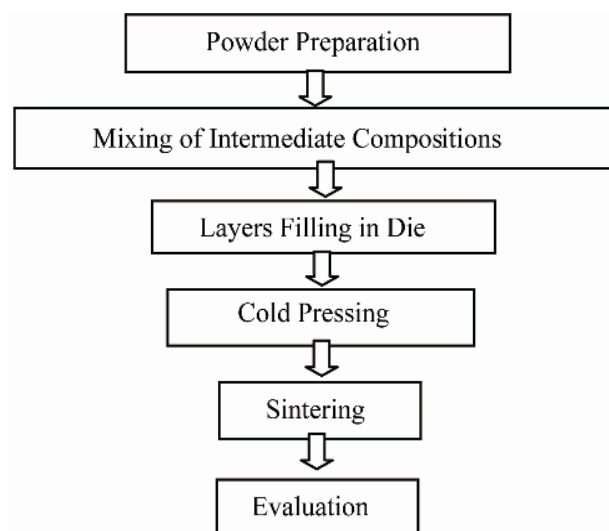 Powder Preparation
Mixing of Intermediate Compositions
Layers Filling in Die
Cold Pressing
Sintering
Evaluation